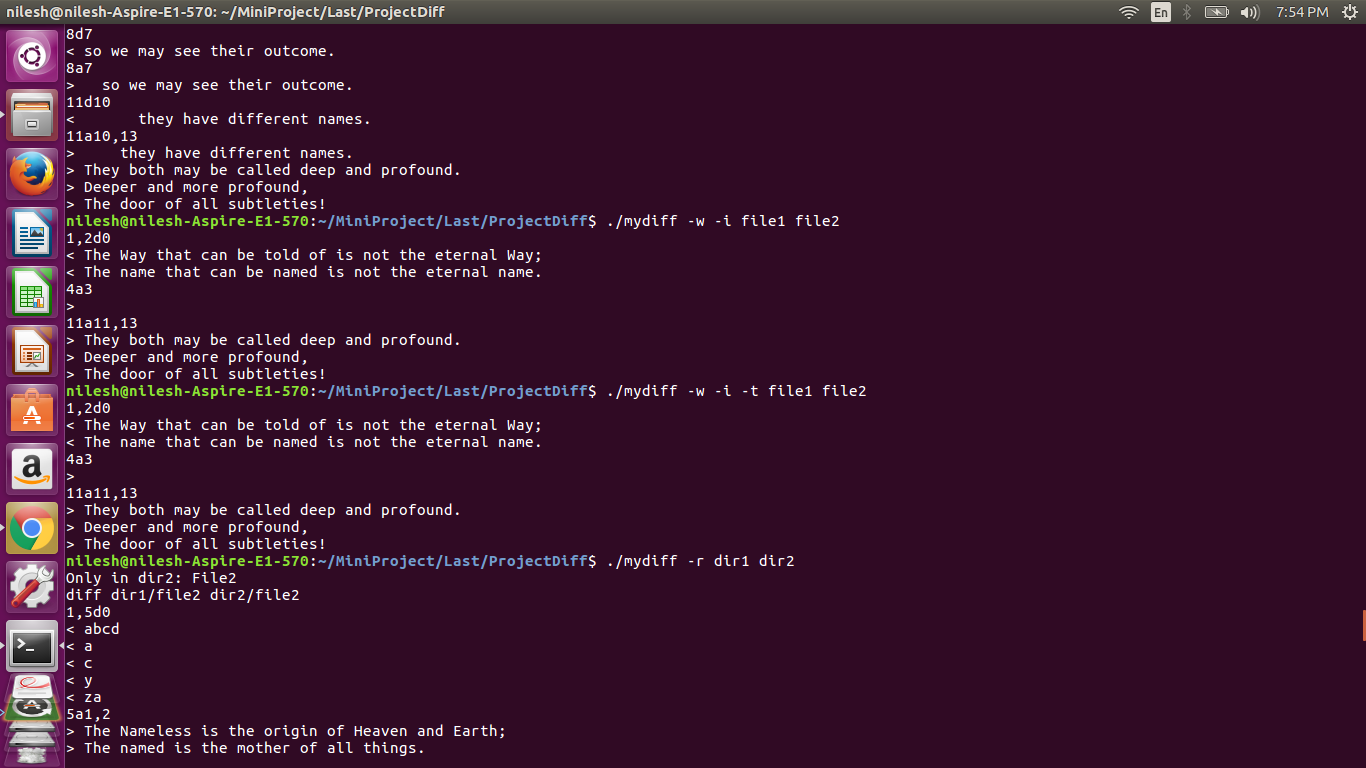 nilesh@nilesh-Aspire-E1-570: ~/MiniProject/Last/ProjectDiff
En
7:54 PM
8d7
< so we may see their outcome.
8a7
>   so we may see their outcome.
11d10
<       they have different names.
11a10,13
>     they have different names.
> They both may be called deep and profound.
> Deeper and more profound,
> The door of all subtleties!
nilesh@nilesh-Aspire-E1-570:~/MiniProject/Last/ProjectDiff$ ./mydiff -w -i file1 file2
1,2d0
< The Way that can be told of is not the eternal Way;
< The name that can be named is not the eternal name.
4a3
>
11a11,13
> They both may be called deep and profound.
> Deeper and more profound,
> The door of all subtleties!
nilesh@nilesh-Aspire-E1-570:~/MiniProject/Last/ProjectDiff$ ./mydiff -w -i -t file1 file2
1,2d0
< The Way that can be told of is not the eternal Way;
< The name that can be named is not the eternal name.
4a3
>
11a11,13
> They both may be called deep and profound.
> Deeper and more profound,
> The door of all subtleties!
nilesh@nilesh-Aspire-E1-570:~/MiniProject/Last/ProjectDiff$ ./mydiff -r dir1 dir2
Only in dir2: File2
diff dir1/file2 dir2/file2
1,5d0
< abcd
< a
< c
< y
< za
5a1,2
> The Nameless is the origin of Heaven and Earth;
> The named is the mother of all things.